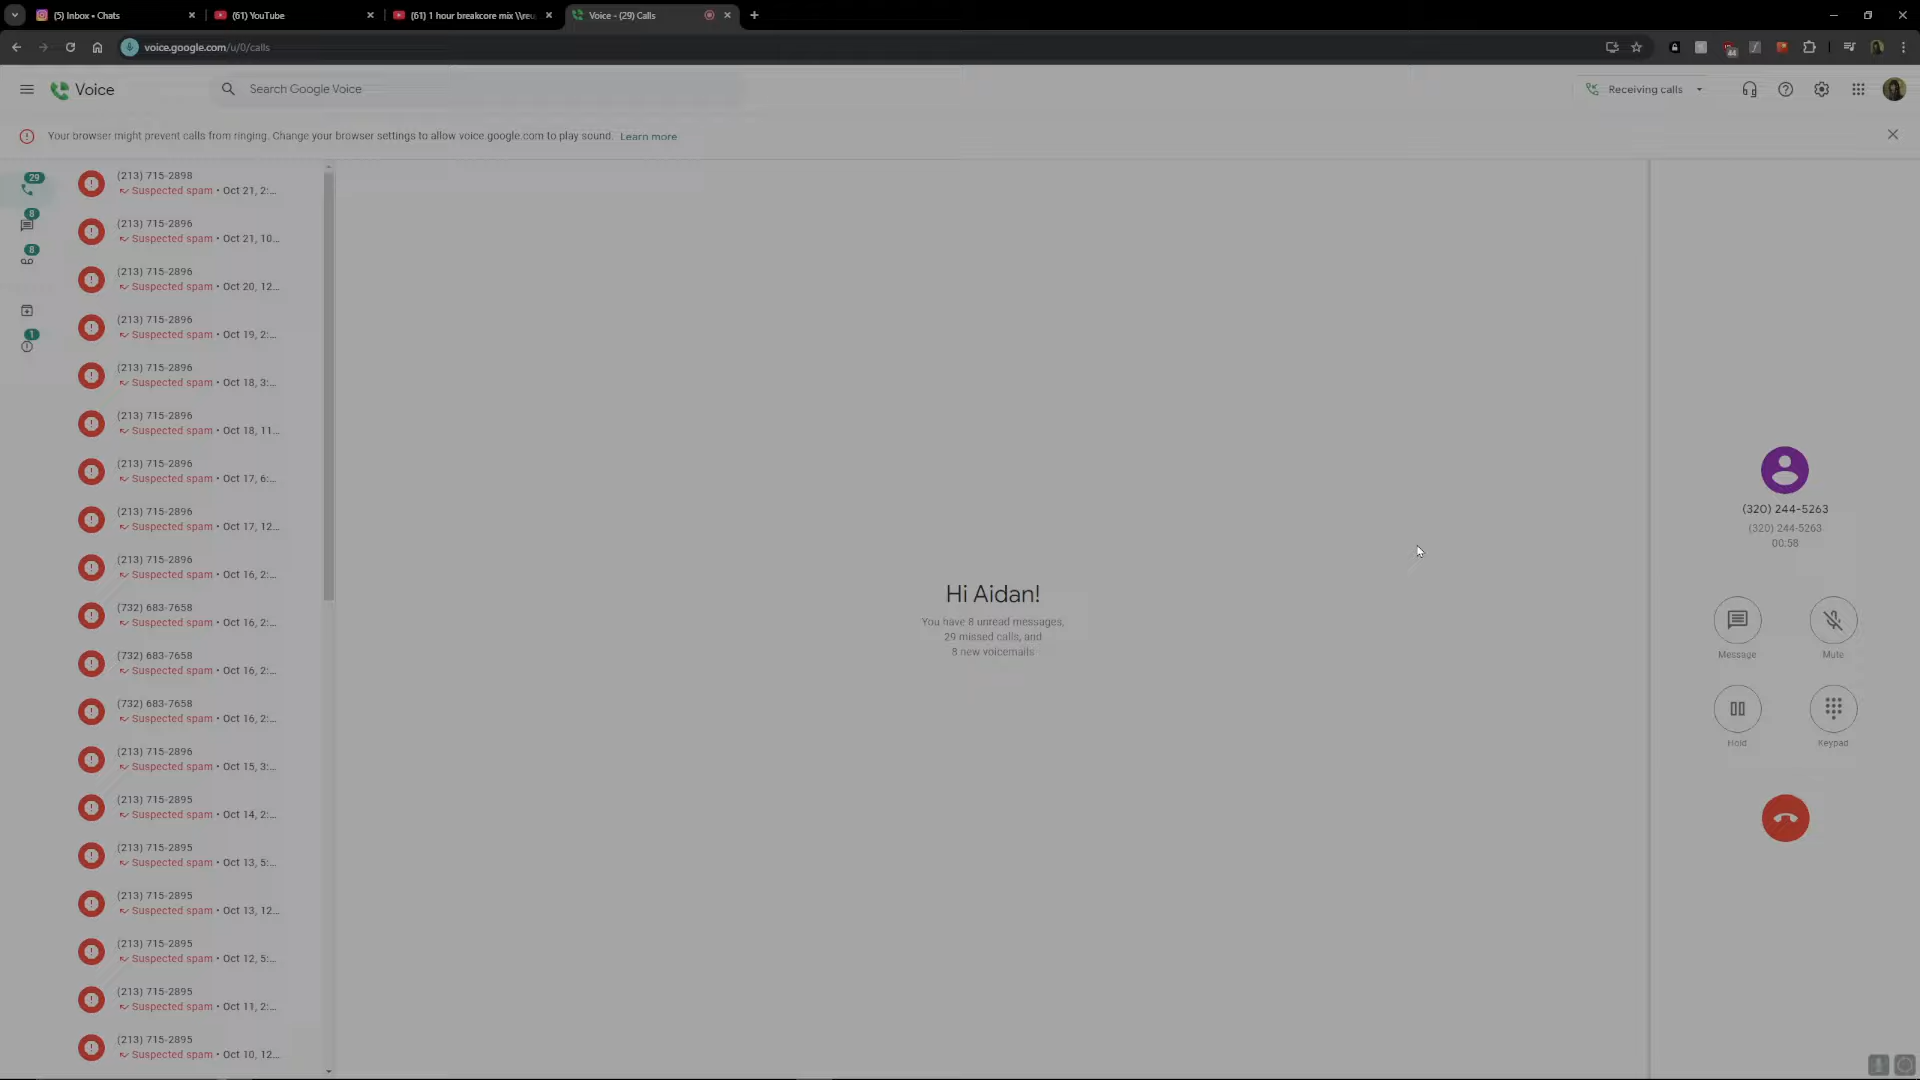 (5) Inbox • Chats
(61) YouTube
(61) 1 hour breakcore mix \\reu
Voice - (29) Calls
voice.google.com/u/0/calls
44
Voice
Search Google Voice
Receiving calls
Your browser might prevent calls from ringing. Change your browser settings to allow voice.google.com to play sound. Learn more
29
8
8
1
(213) 715-2898
Suspected spam • Oct 21, 2:...
(213) 715-2896
Suspected spam • Oct 21, 10...
(213) 715-2896
Suspected spam • Oct 20, 12...
(213) 715-2896
Suspected spam • Oct 19, 2:...
(213) 715-2896
Suspected spam • Oct 18, 3:...
(213) 715-2896
Suspected spam • Oct 18, 11...
(213) 715-2896
Suspected spam • Oct 17, 6:...
(213) 715-2896
Suspected spam • Oct 17, 12...
(213) 715-2896
Suspected spam • Oct 16, 2:...
(732) 683-7658
Suspected spam • Oct 16, 2:...
(732) 683-7658
Suspected spam • Oct 16, 2:...
(732) 683-7658
Suspected spam • Oct 16, 2:...
(213) 715-2896
Suspected spam • Oct 15, 3:...
(213) 715-2895
Suspected spam • Oct 14, 2:...
(213) 715-2895
Suspected spam • Oct 13, 5:...
(213) 715-2895
Suspected spam • Oct 13, 12...
(213) 715-2895
Suspected spam • Oct 12, 5:...
(213) 715-2895
Suspected spam • Oct 11, 2:...
(213) 715-2895
Suspected spam • Oct 10, 12...
Hi Aidan!
You have 8 unread messages,
29 missed calls, and
8 new voicemails
(320) 244-5263
(320) 244-5263
00:58
Message
Mute
Hold
Keypad